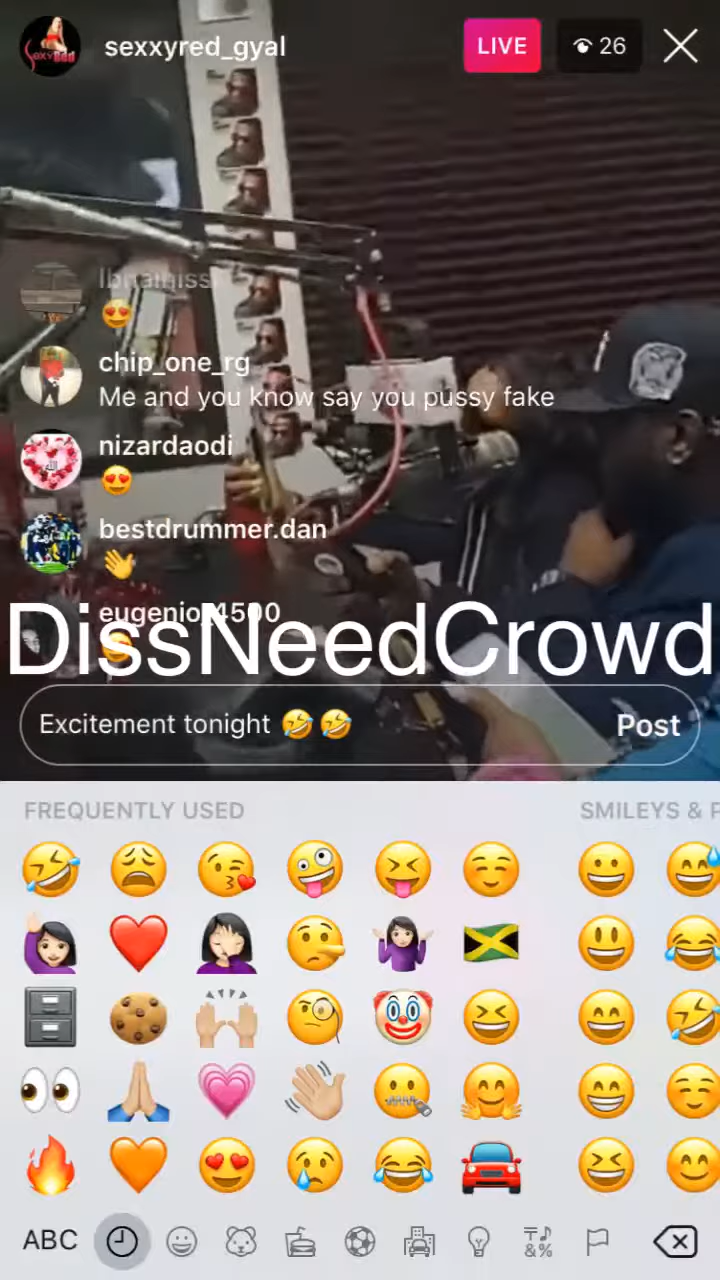 sexxyred_gyal
LIVE
26
chip_one_rg
Me and you know say you pussy fake
nizardaodi
bestdrummer.dan
DissNeedCrowd
Excitement tonight 🤣🤣
Post
FREQUENTLY USED
SMILEYS & P
ABC